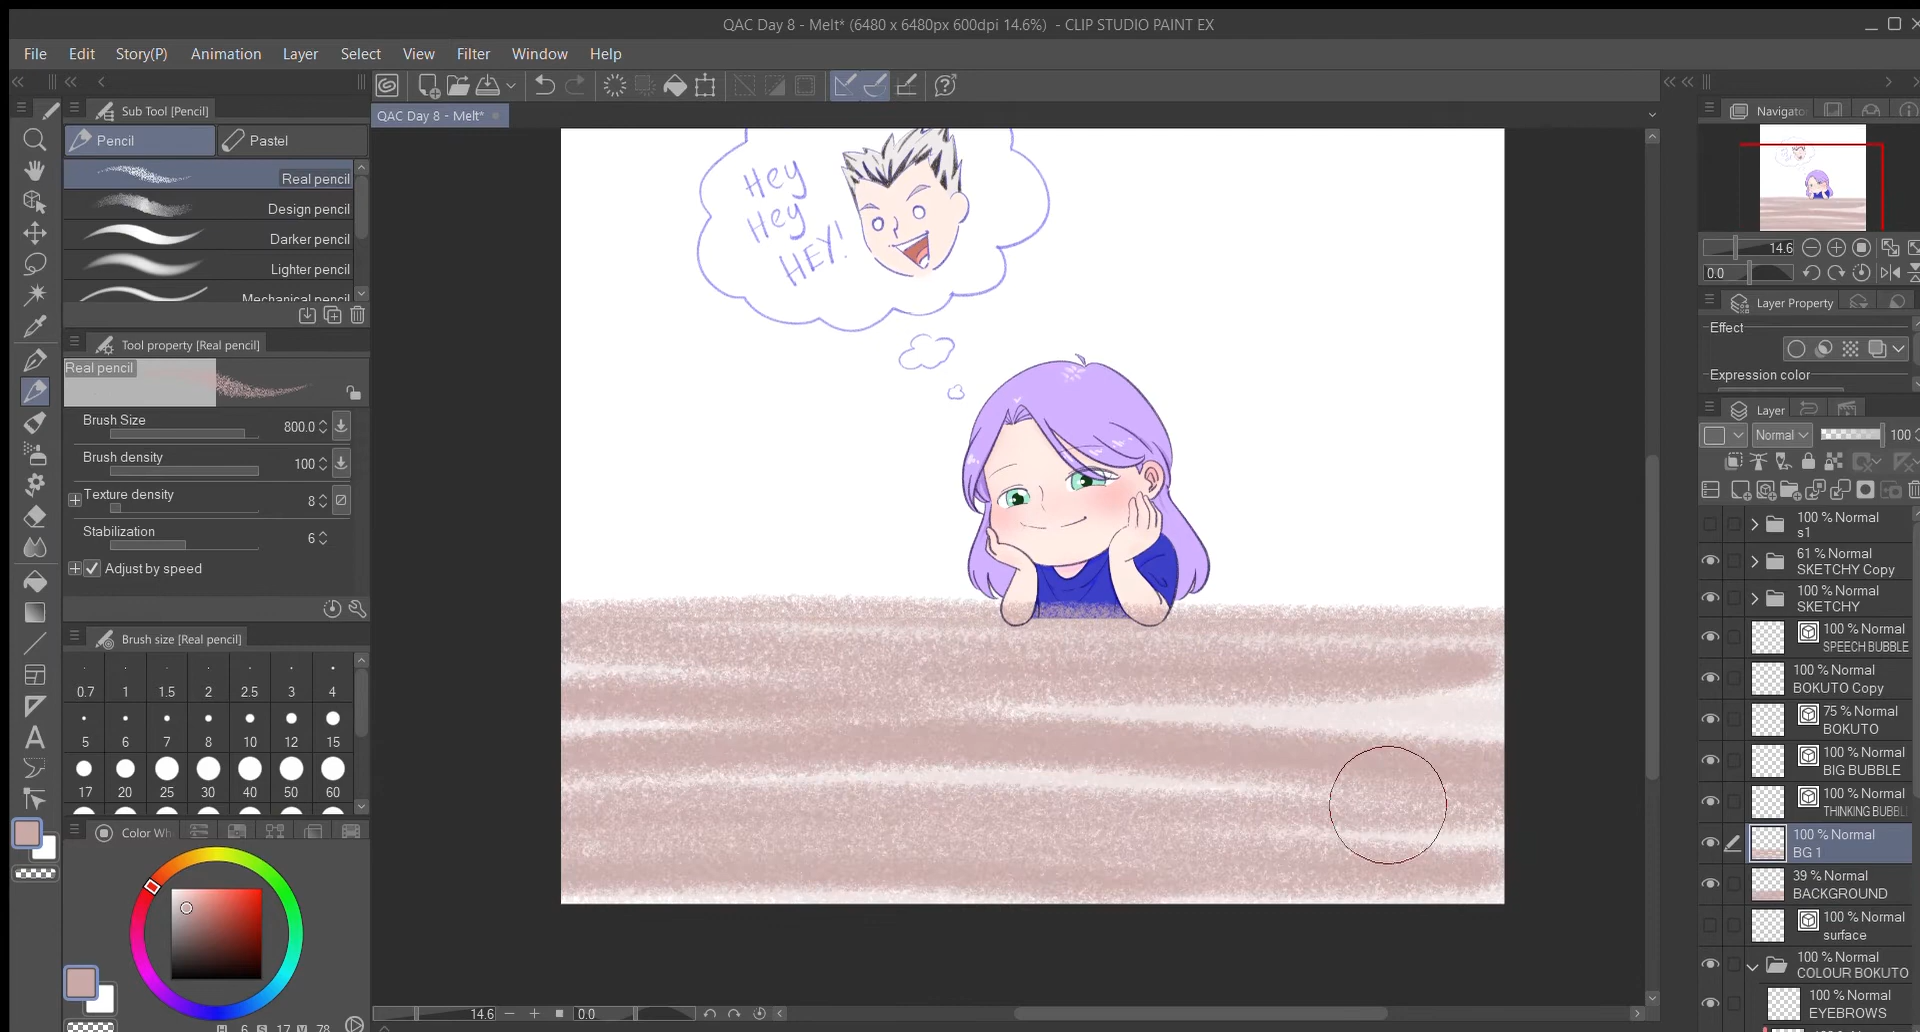 QAC Day 8 - Melt* (6480 x 6480px 600dpi 14.6%) - CLIP STUDIO PAINT EX
File Edit Story(P) Animation Layer Select View Filter Window Help
Sub Tool [Pencil]
QAC Day 8 - Melt*
Navigator
Pencil
Pastel
Real pencil
Design pencil
Darker pencil
Lighter pencil
Mechanical pencil
Tool property [Real pencil]
Real pencil
Brush Size 800.0
Brush density 100
Texture density 8
Stabilization 6
Adjust by speed
Brush size [Real pencil]
0.7 1 1.5 2 2.5 3 4
5 6 7 8 10 12 15
17 20 25 30 40 50 60
Color Wh
H 6 S 17 V 78
Hey
Hey
HEY!
14.6
0.0
14.6
0.0
Layer Property
Effect
Expression color
Layer
Normal
100
100 % Normal
s1
61 % Normal
SKETCHY Copy
100 % Normal
SKETCHY
100 % Normal
SPEECH BUBBLE
100 % Normal
BOKUTO Copy
75 % Normal
BOKUTO
100 % Normal
BIG BUBBLE
100 % Normal
THINKING BUBBL
100 % Normal
BG 1
39 % Normal
BACKGROUND
100 % Normal
surface
100 % Normal
COLOUR BOKUTO
100 % Normal
EYEBROWS